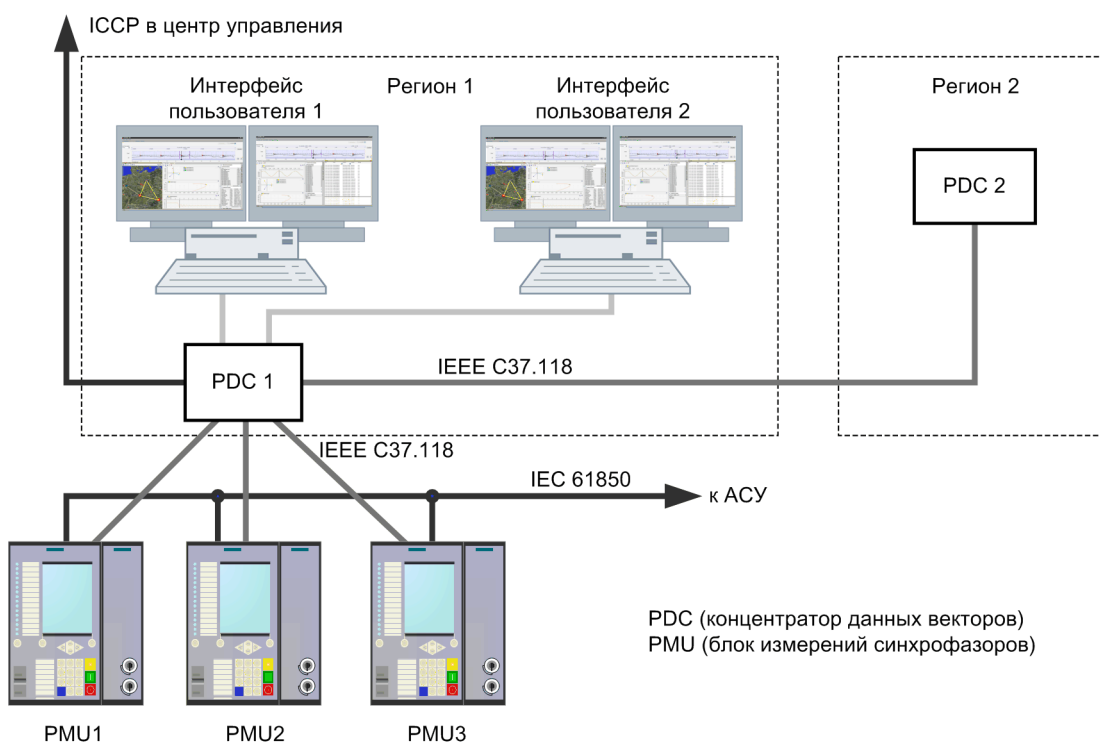 ICCP в центр управления
Интерфейс
пользователя 1
Регион 1
Интерфейс
пользователя 2
Регион 2
PDC 2
PDC 1
IEEE C37.118
IEEE C37.118
IEC 61850
к АСУ
PDC (концентратор данных векторов)
PMU (блок измерений синхрофазоров)
PMU1
PMU2
PMU3